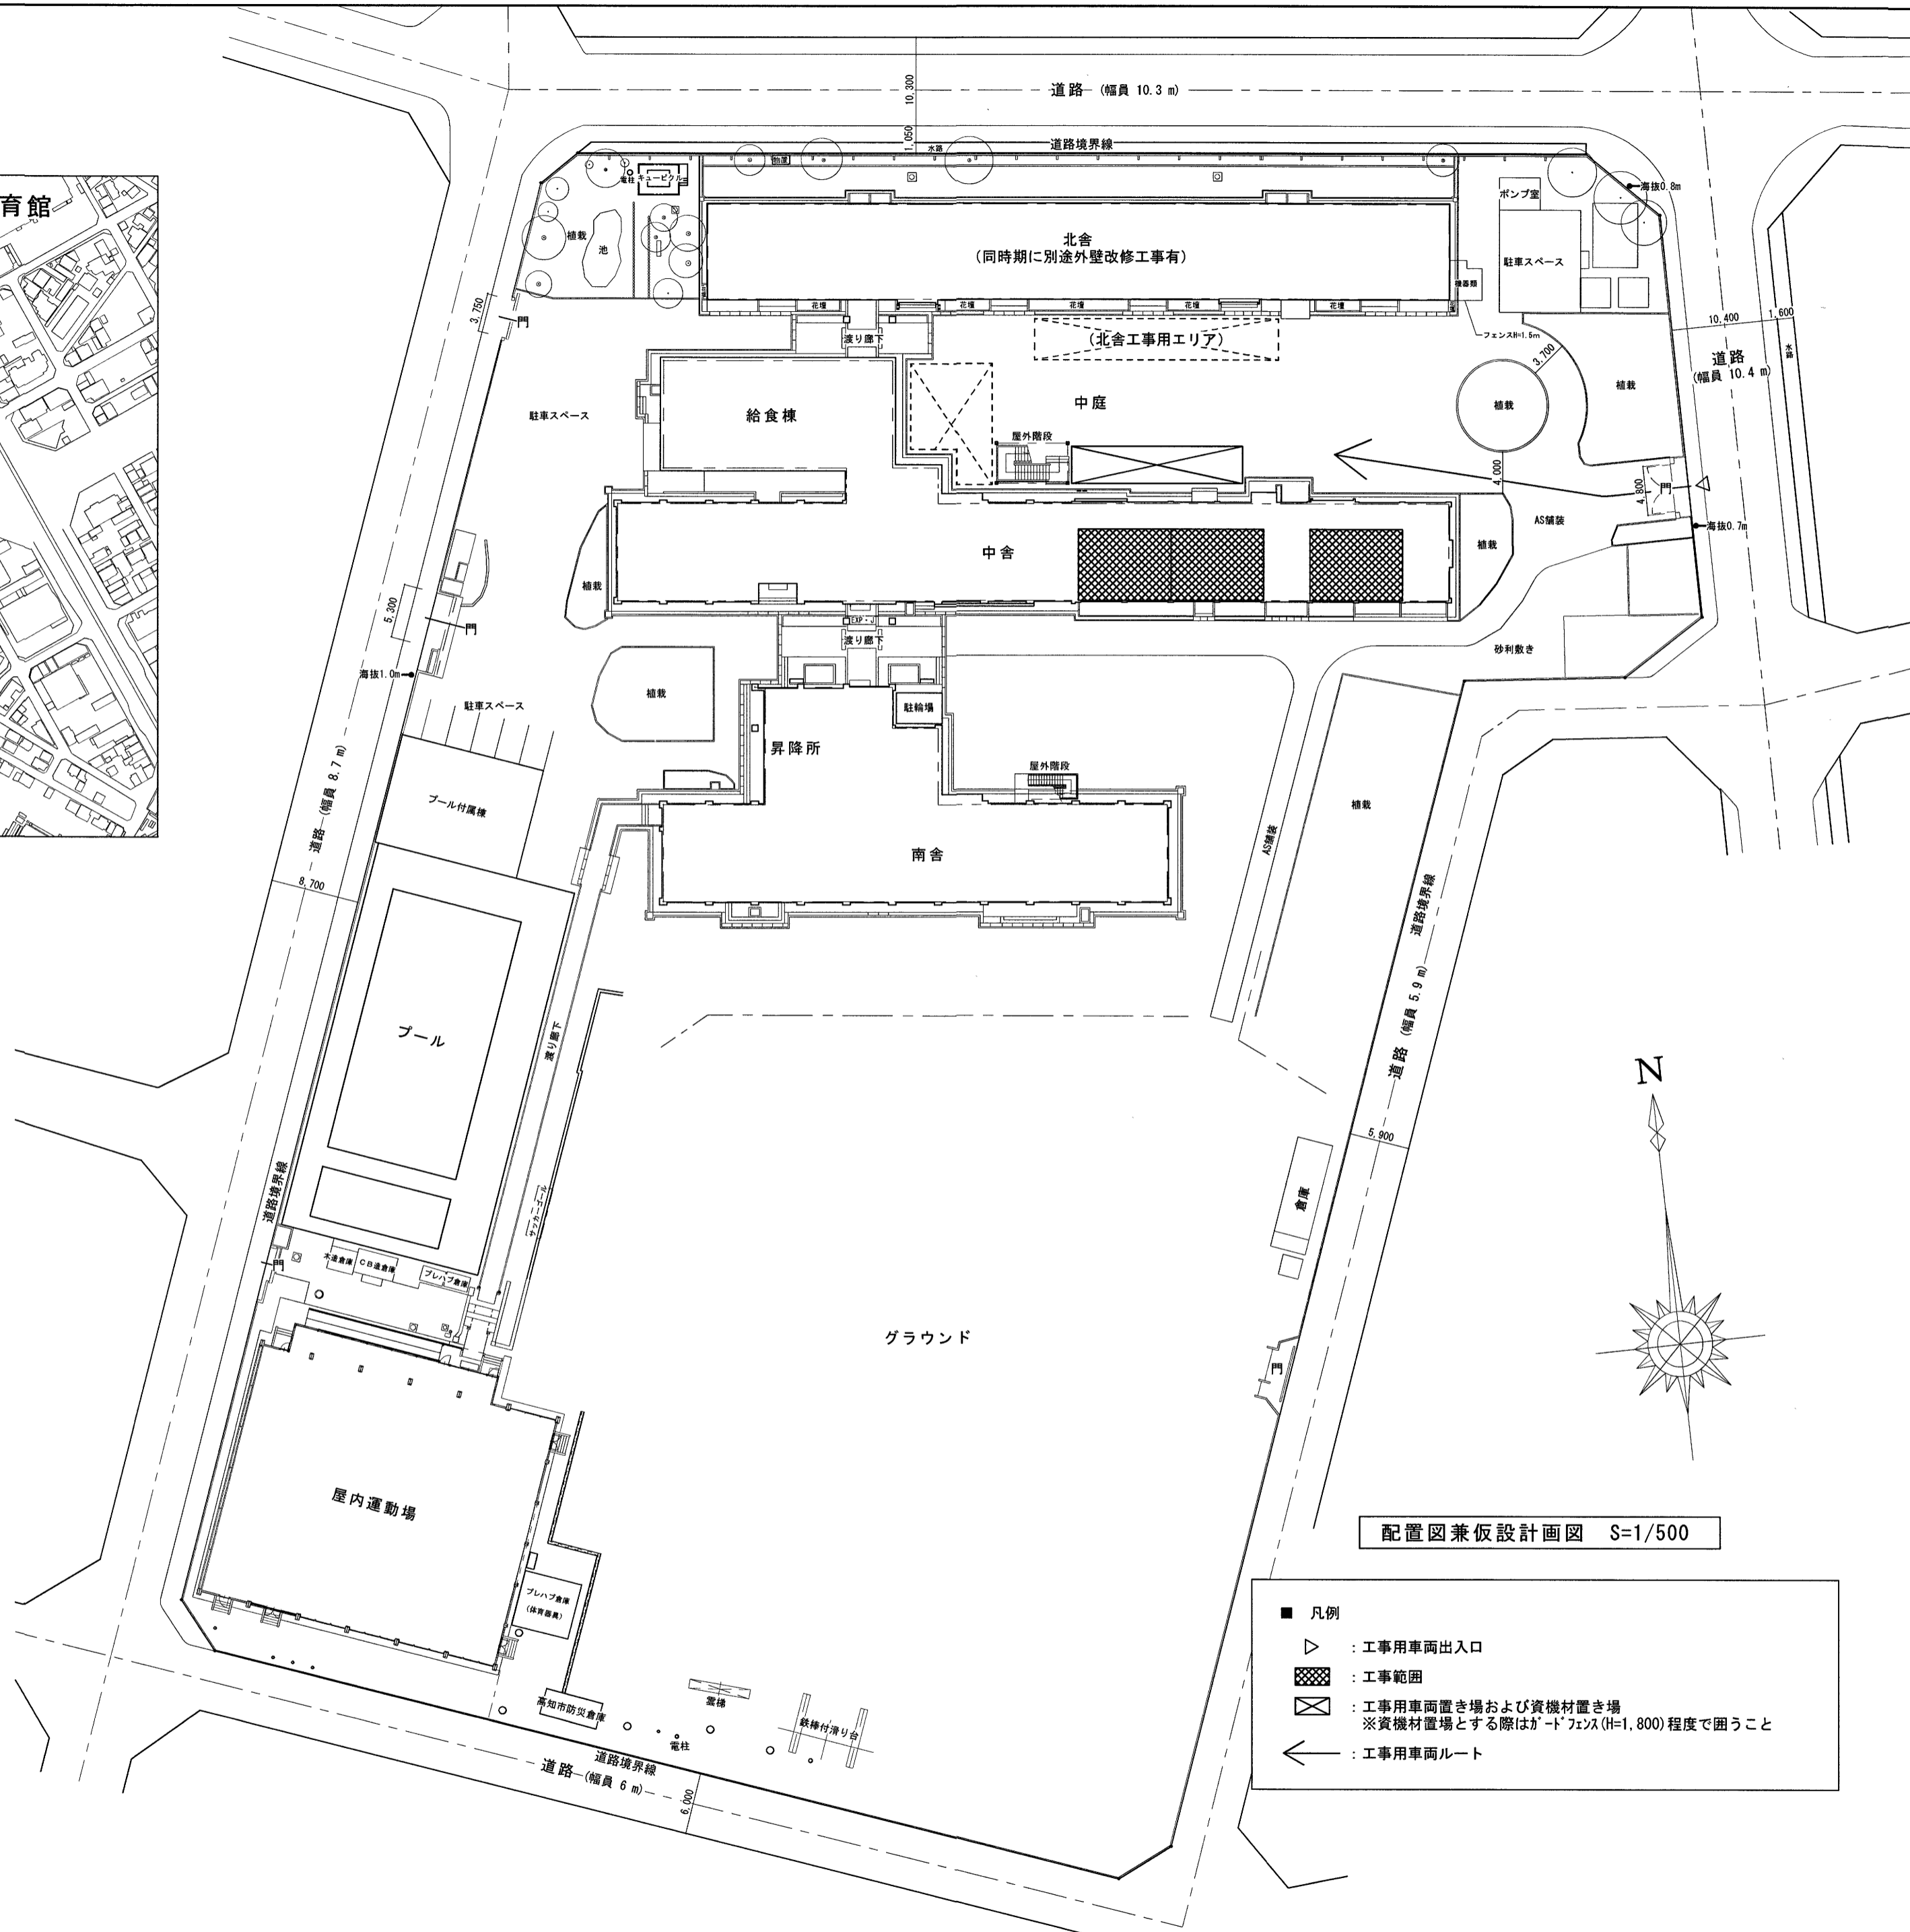 育館
道路 (幅員 10.3 m)
10,300
1,050
水路
道路境界線
電柱
キュービクル
植栽
池
北舎
(同時期に別途外壁改修工事有)
花壇
花壇
花壇
花壇
花壇
機器類
フェンスH=1.5m
ポンプ室
海抜0.8m
駐車スペース
10,400
1,600
水路
道路
(幅員 10.4 m)
3,750
門
渡り廊下
(北舎工事用エリア)
3,700
植栽
植栽
駐車スペース
給食棟
中庭
屋外階段
4,000
4,800
門
AS舗装
海抜0.7m
中舎
植栽
植栽
5,300
門
EXP・J
渡り廊下
砂利敷き
海抜1.0m
植栽
駐車スペース
駐輪場
昇降所
屋外階段
プール付属棟
植栽
AS舗装
南舎
道路 (幅員 8.7 m)
8,700
道路境界線
道路 (幅員 5.9 m)
プール
渡り廊下
5,900
N
道路境界線
サッカーゴール
倉庫
門
木造倉庫
CB造倉庫
プレハブ倉庫
グラウンド
門
屋内運動場
プレハブ倉庫
(体育器具)
高知市防災倉庫
雲梯
鉄棒付滑り台
電柱
道路境界線
道路 (幅員 6 m)
6,000
配置図兼仮設計画図 S=1/500
■ 凡例
：工事用車両出入口
：工事範囲
：工事用車両置き場および資機材置き場
※資機材置場とする際はｶﾞｰﾄﾞﾌｪﾝｽ(H=1,800)程度で囲うこと
：工事用車両ルート